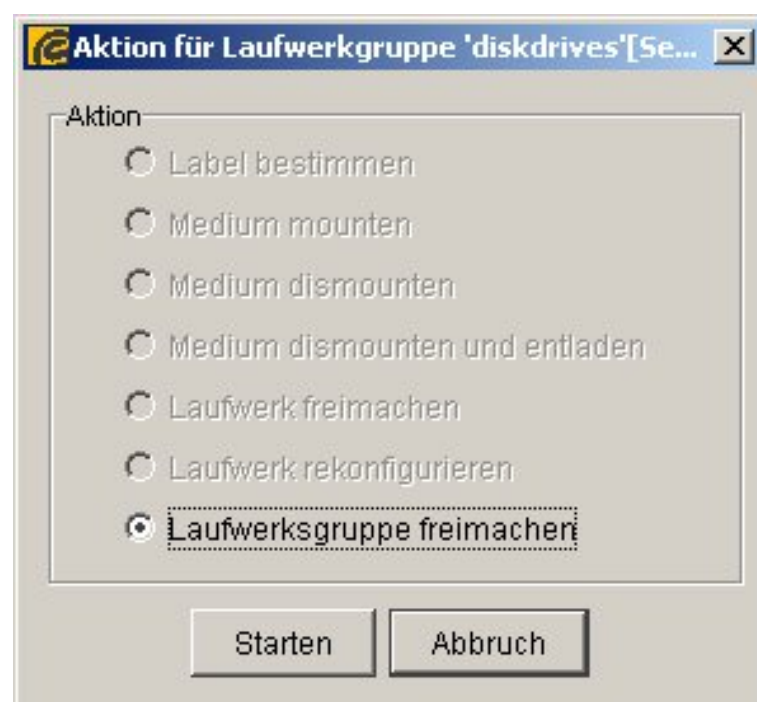 Aktion für Laufwerkgruppe 'diskdrives'[Se...
Aktion
Label bestimmen
Medium mounten
Medium dismounten
Medium dismounten und entladen
Laufwerk freimachen
Laufwerk rekonfigurieren
Laufwerksgruppe freimachen
Starten
Abbruch